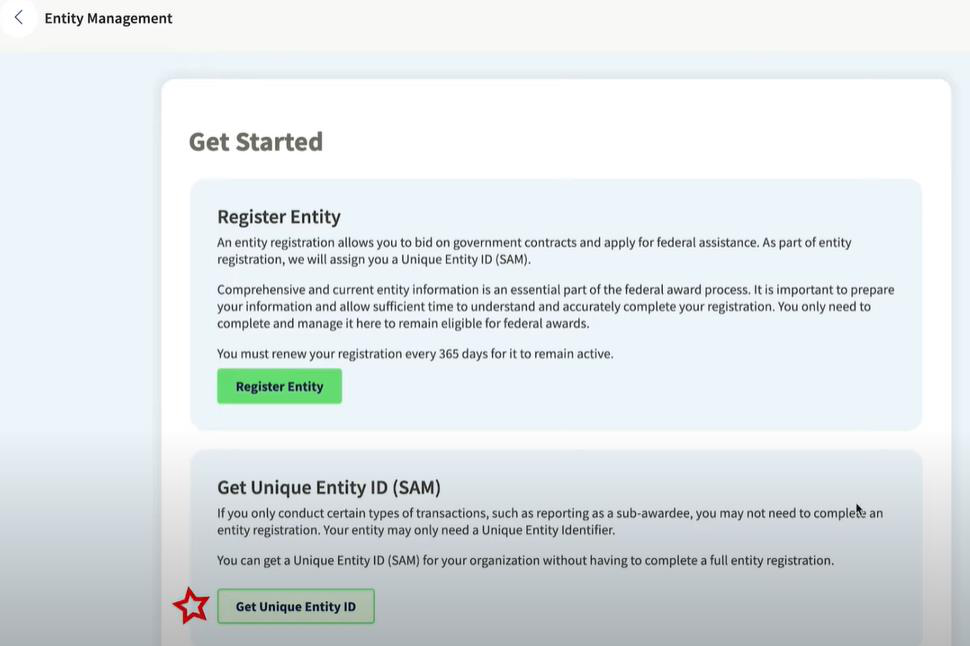 Entity Management
Get Started
Register Entity
An entity registration allows you to bid on government contracts and apply for federal assistance. As part of entity
registration, we will assign you a Unique Entity ID (SAM).
Comprehensive and current entity information is an essential part of the federal award process. It is important to prepare
your information and allow sufficient time to understand and accurately complete your registration. You only need to
complete and manage it here to remain eligible for federal awards.
You must renew your registration every 365 days for it to remain active.
Register Entity
Get Unique Entity ID (SAM)
If you only conduct certain types of transactions, such as reporting as a sub-awardee, you may not need to complete an
entity registration. Your entity may only need a Unique Entity Identifier.
You can get a Unique Entity ID (SAM) for your organization without having to complete a full entity registration.
Get Unique Entity ID